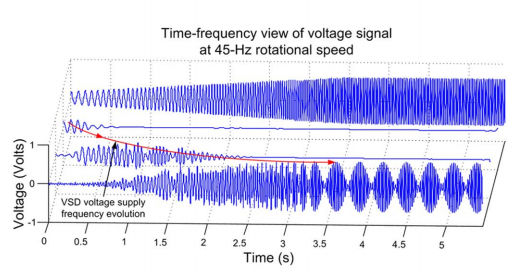 Time-frequency view of voltage signal
at 45-Hz rotational speed
Voltage (Volts)
1
0
-1
VSD voltage supply
frequency evolution
0 0.5 1 1.5 2 2.5 3 3.5 4 4.5 5
Time (s)